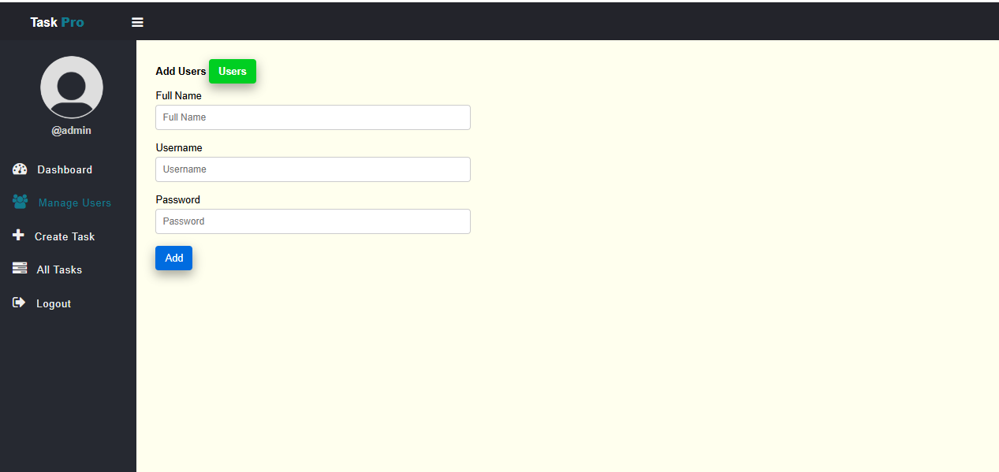 Task Pro
@admin
Dashboard
Manage Users
Create Task
All Tasks
Logout
Add Users Users
Full Name
Full Name
Username
Username
Password
Password
Add